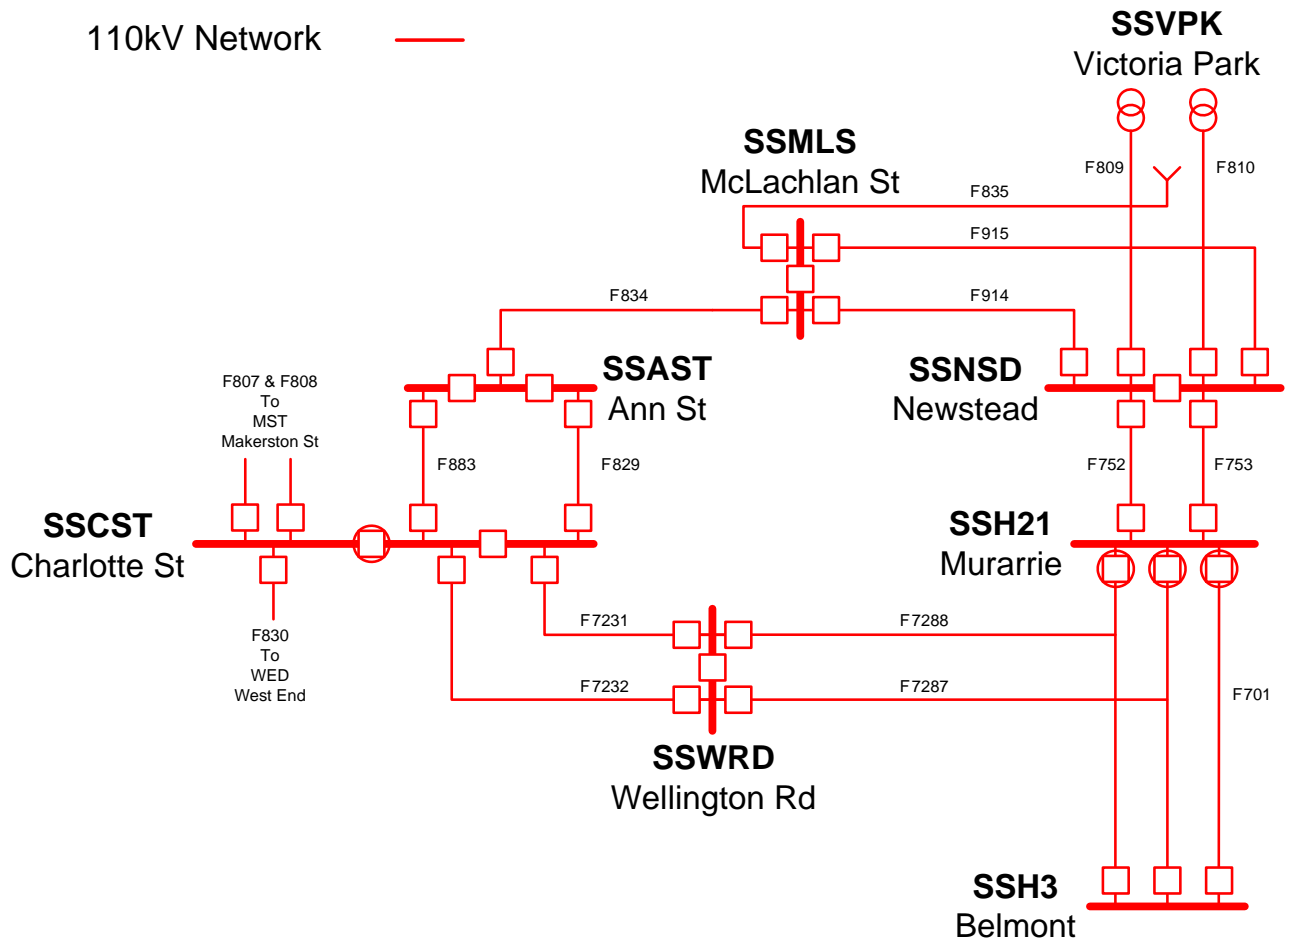 110kV Network
SSVPK
Victoria Park
SSMLS
McLachlan St
F809
F810
F835
F915
F834
F914
SSAST
Ann St
SSNSD
Newstead
F807 & F808
To
MST
Makerston St
F883
F829
F752
F753
SSCST
Charlotte St
SSH21
Murarrie
F830
To
WED
West End
F7231
F7288
F7232
F7287
F701
SSWRD
Wellington Rd
SSH3
Belmont